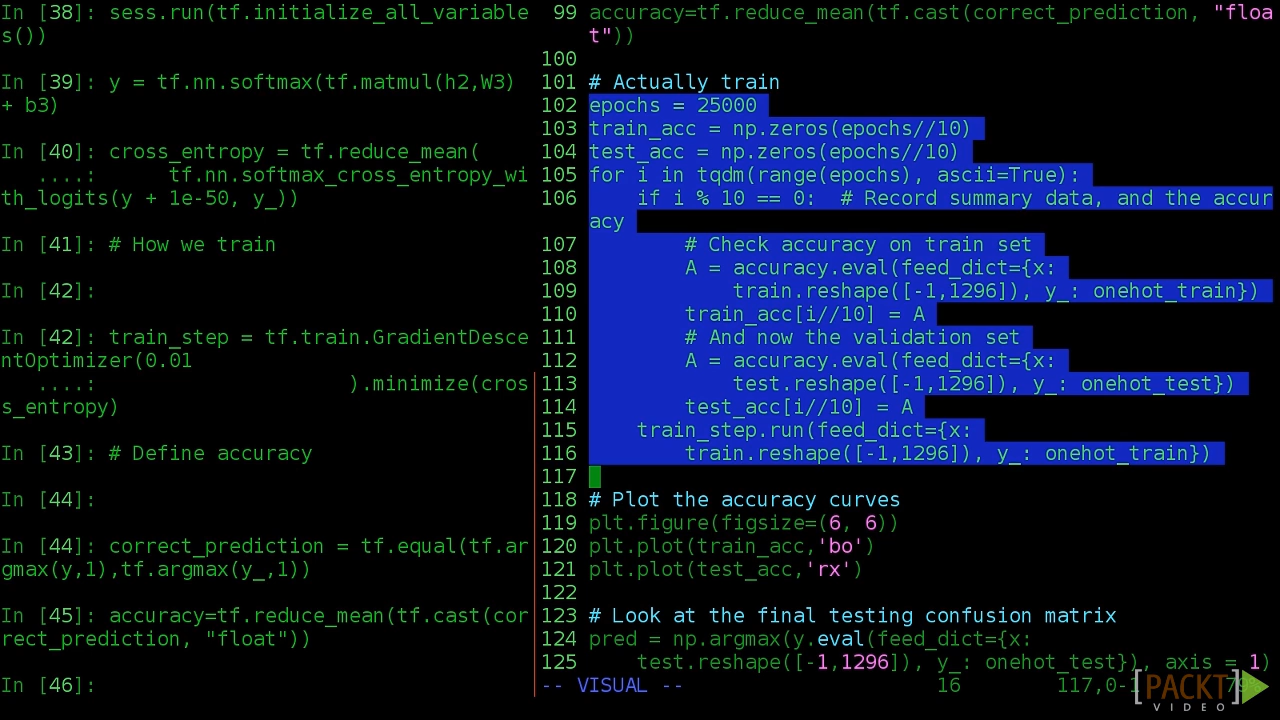 In [38]: sess.run(tf.initialize_all_variable
s())
In [39]: y = tf.nn.softmax(tf.matmul(h2,W3)
+ b3)
In [40]: cross_entropy = tf.reduce_mean(
   ....:      tf.nn.softmax_cross_entropy_wi
th_logits(y + 1e-50, y_))
In [41]: # How we train
In [42]:
In [42]: train_step = tf.train.GradientDesce
ntOptimizer(0.01
   ....:                     ).minimize(cros
s_entropy)
In [43]: # Define accuracy
In [44]:
In [44]: correct_prediction = tf.equal(tf.ar
gmax(y,1),tf.argmax(y_,1))
In [45]: accuracy=tf.reduce_mean(tf.cast(cor
rect_prediction, "float"))
In [46]:
99 accuracy=tf.reduce_mean(tf.cast(correct_prediction, "floa
t"))
100
101 # Actually train
102 epochs = 25000
103 train_acc = np.zeros(epochs//10)
104 test_acc = np.zeros(epochs//10)
105 for i in tqdm(range(epochs), ascii=True):
106     if i % 10 == 0:  # Record summary data, and the accur
acy
107         # Check accuracy on train set
108         A = accuracy.eval(feed_dict={x:
109             train.reshape([-1,1296]), y_: onehot_train})
110         train_acc[i//10] = A
111         # And now the validation set
112         A = accuracy.eval(feed_dict={x:
113             test.reshape([-1,1296]), y_: onehot_test})
114         test_acc[i//10] = A
115     train_step.run(feed_dict={x:
116         train.reshape([-1,1296]), y_: onehot_train})
117
118 # Plot the accuracy curves
119 plt.figure(figsize=(6, 6))
120 plt.plot(train_acc,'bo')
121 plt.plot(test_acc,'rx')
122
123 # Look at the final testing confusion matrix
124 pred = np.argmax(y.eval(feed_dict={x:
125     test.reshape([-1,1296]), y_: onehot_test}), axis = 1)
-- VISUAL -- 16 117,0-1
[PACKT]
VIDEO